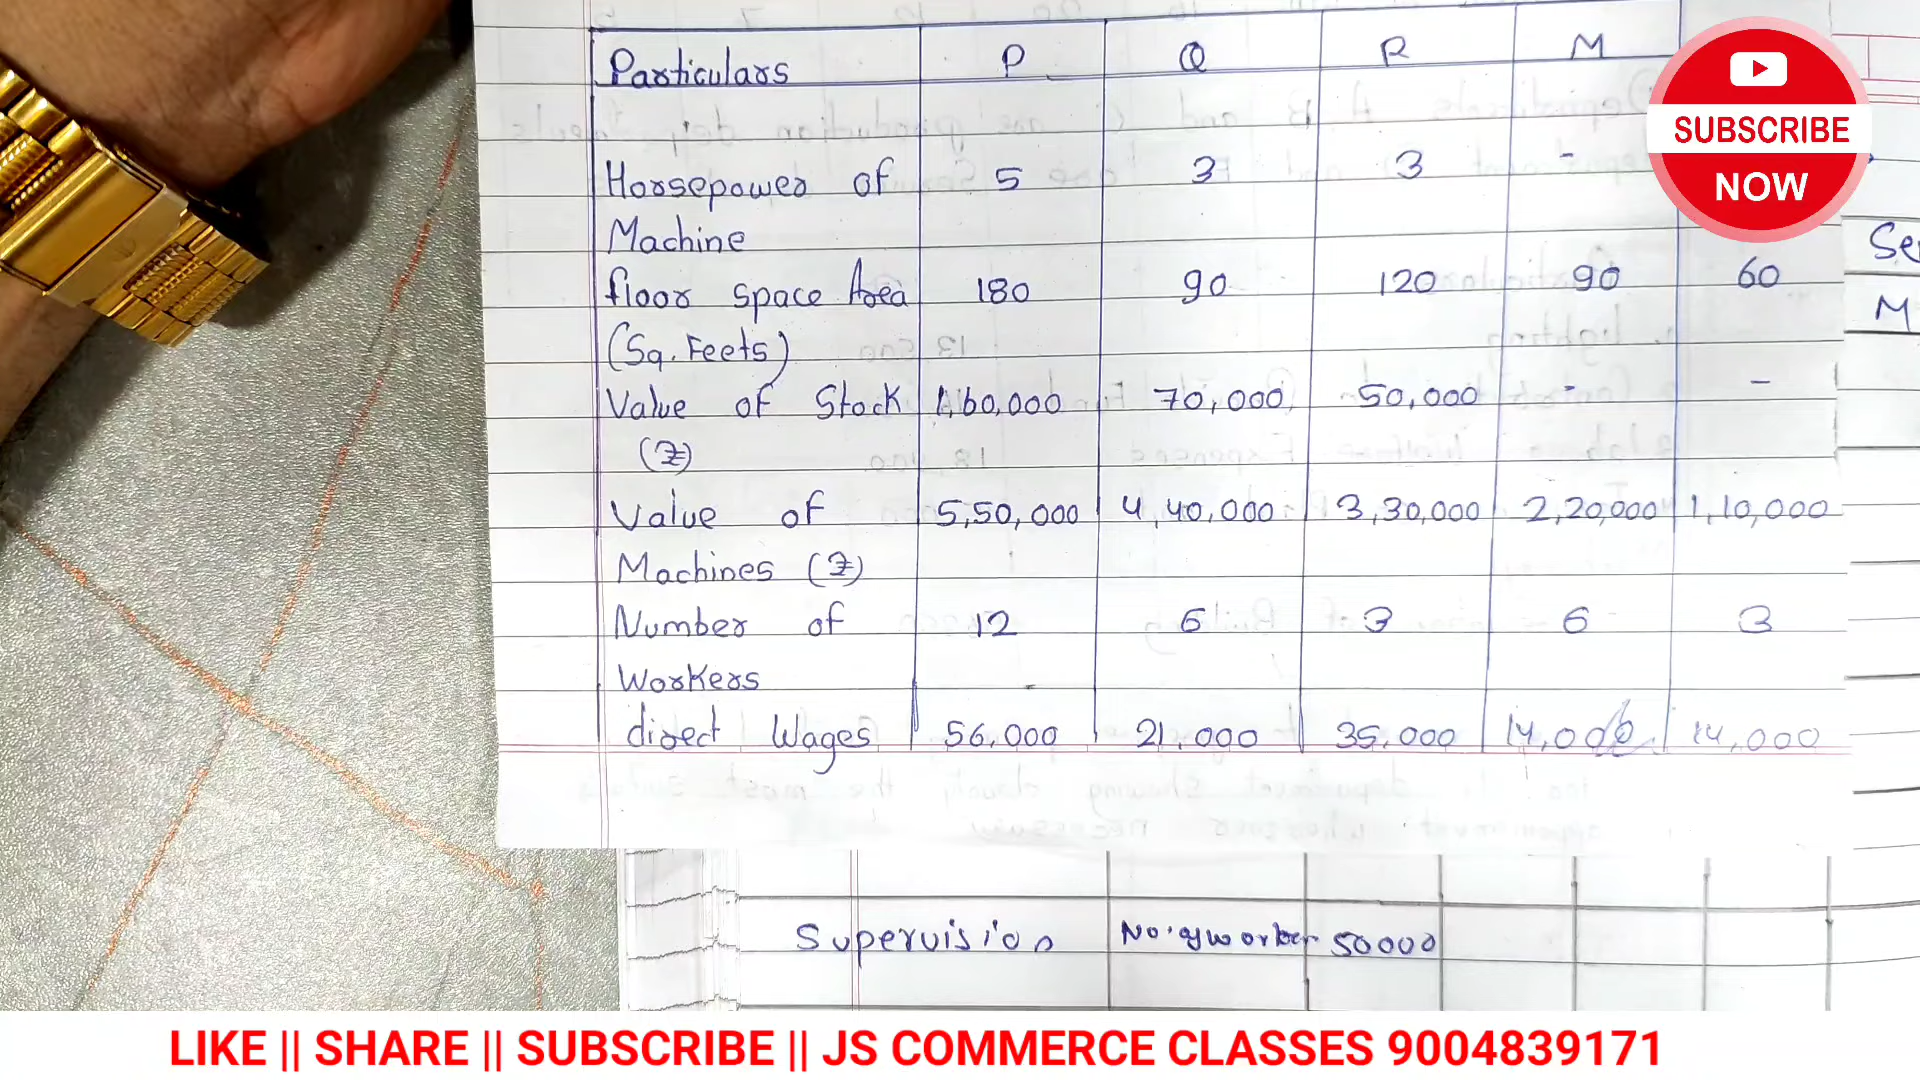 Particulars P Q R M
Horsepower of 5 3 3 -
Machine
floor space Area 180 90 120 90 60
(Sq. Feets)
Value of Stock 1,60,000 70,000 50,000 - -
(₹)
Value of 5,50,000 4,40,000 3,30,000 2,20,000 1,10,000
Machines (₹)
Number of 12 6 3 6 3
Workers
direct Wages 56,000 21,000 35,000 14,000 14,000
Supervision No. of worker 50000
SUBSCRIBE
NOW
Se
M
LIKE || SHARE || SUBSCRIBE || JS COMMERCE CLASSES 9004839171